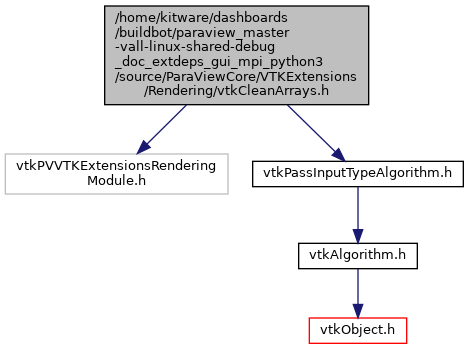 /home/kitware/dashboards
/buildbot/paraview_master
-vall-linux-shared-debug
_doc_extdeps_gui_mpi_python3
/source/ParaViewCore/VTKExtensions
/Rendering/vtkCleanArrays.h
vtkPVVTKExtensionsRendering
Module.h
vtkPassInputTypeAlgorithm.h
vtkAlgorithm.h
vtkObject.h